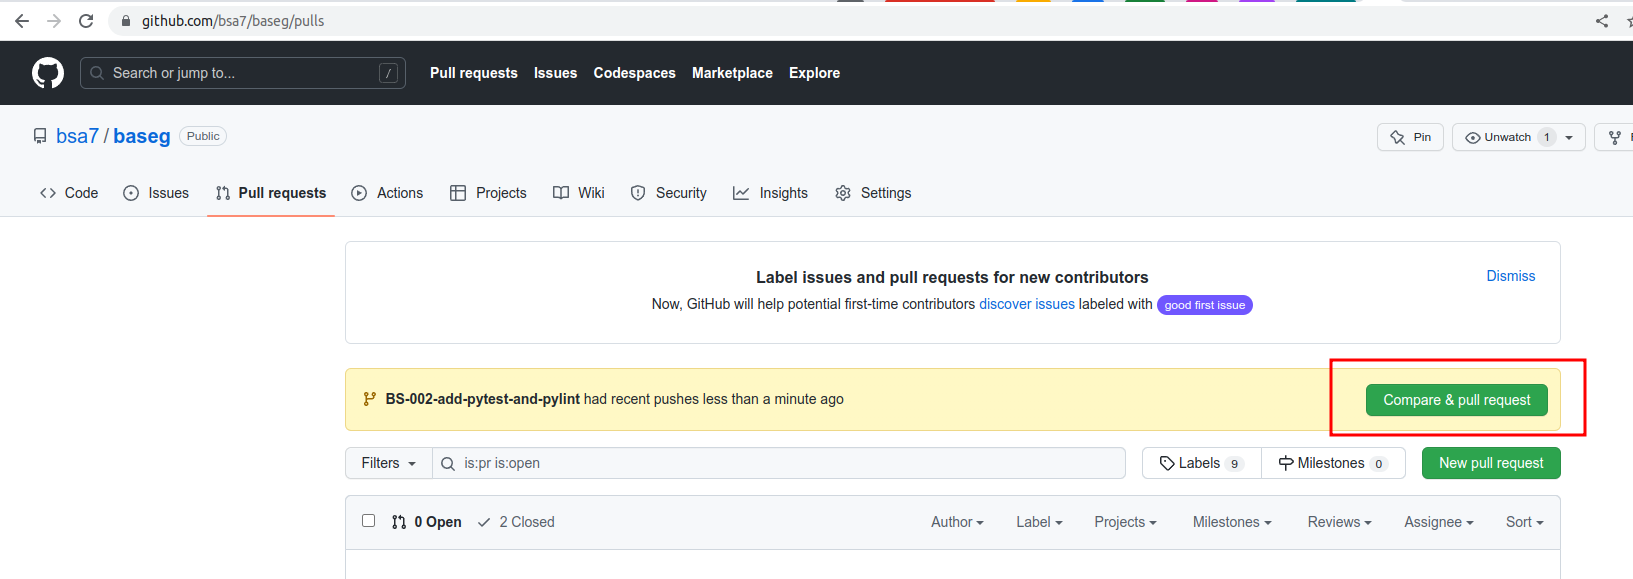 github.com/bsa7/baseg/pulls
Search or jump to... /
Pull requests Issues Codespaces Marketplace Explore
bsa7 / baseg Public
Pin Unwatch 1
Code Issues Pull requests Actions Projects Wiki Security Insights Settings
Label issues and pull requests for new contributors
Dismiss
Now, GitHub will help potential first-time contributors discover issues labeled with good first issue
BS-002-add-pytest-and-pylint had recent pushes less than a minute ago
Compare & pull request
Filters is:pr is:open Labels 9 Milestones 0 New pull request
0 Open 2 Closed Author Label Projects Milestones Reviews Assignee Sort